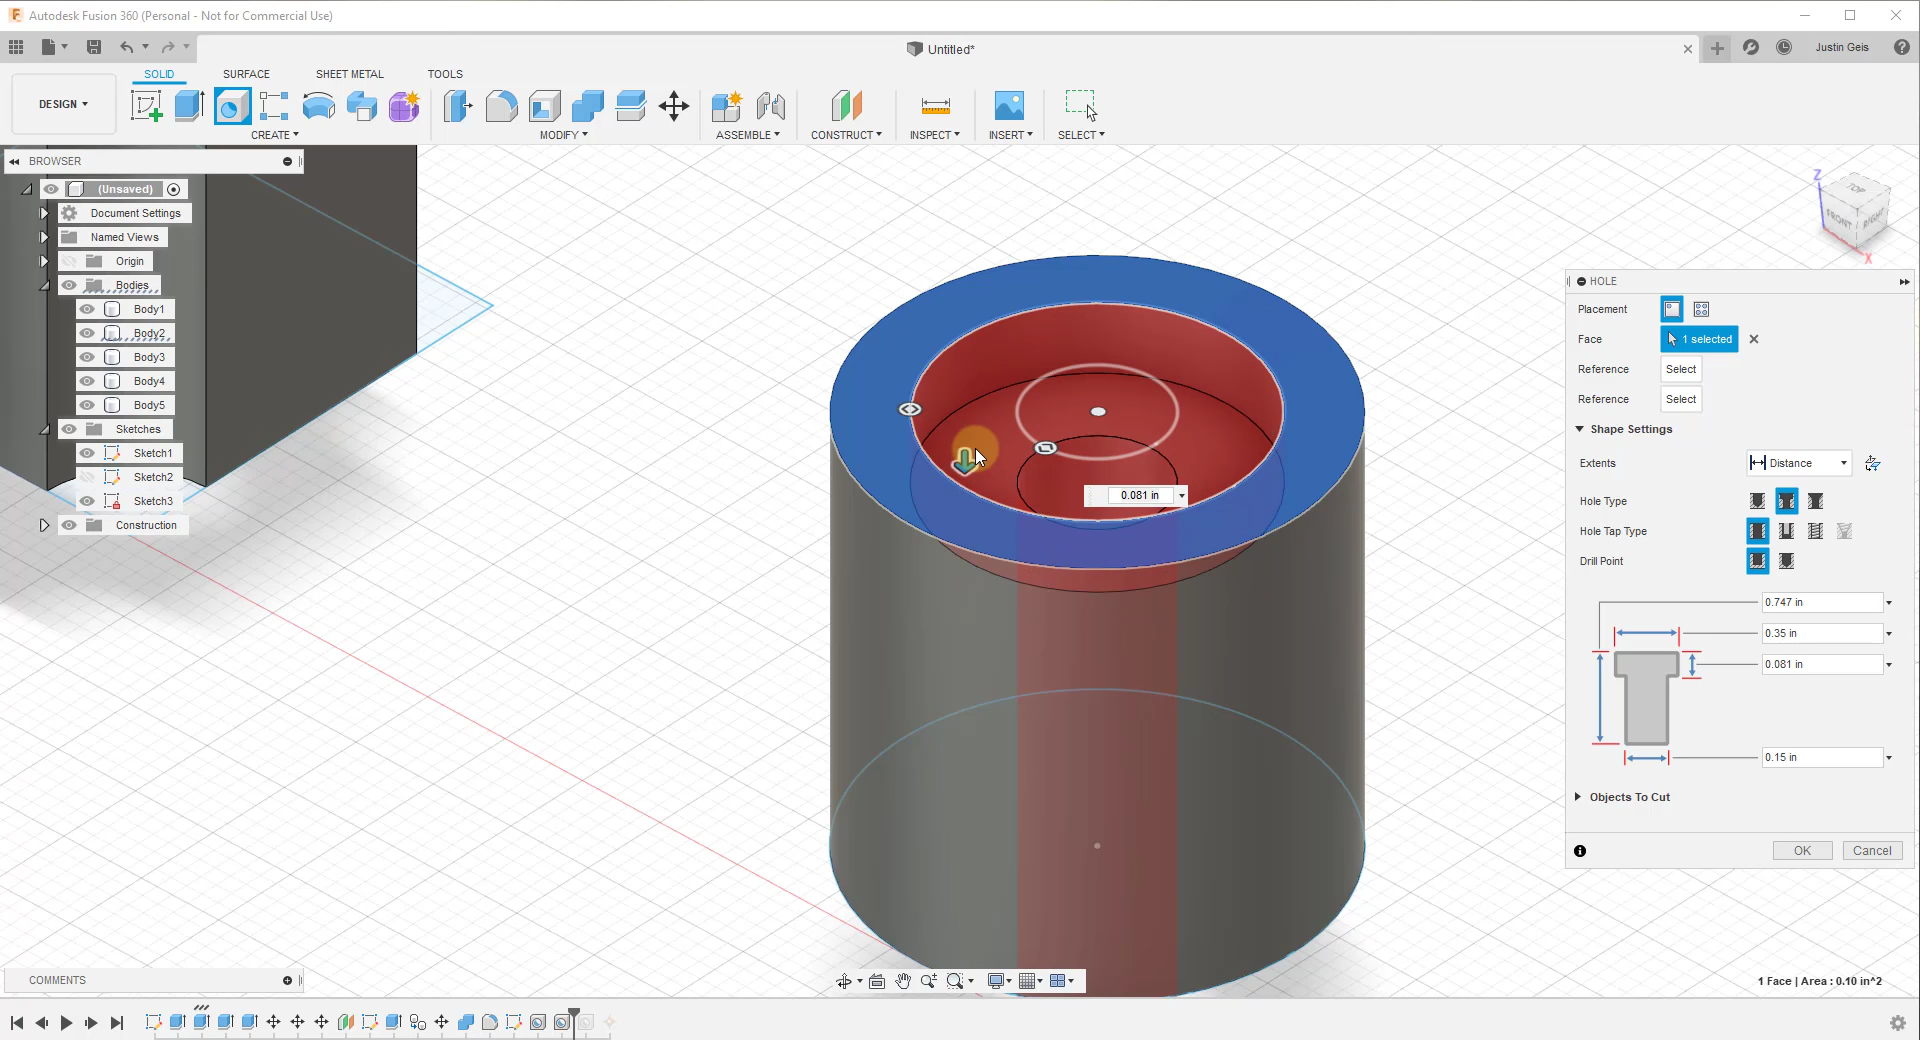 Autodesk Fusion 360 (Personal - Not for Commercial Use)
Untitled*
Justin Geis
DESIGN
SOLID SURFACE SHEET METAL TOOLS
CREATE MODIFY ASSEMBLE CONSTRUCT INSPECT INSERT SELECT
BROWSER
(Unsaved)
Document Settings
Named Views
Origin
Bodies
Body1
Body2
Body3
Body4
Body5
Sketches
Sketch1
Sketch2
Sketch3
Construction
0.081 in
Z
TOP
FRONT
RIGHT
X
HOLE
Placement
Face 1 selected
Reference Select
Reference Select
Shape Settings
Extents Distance
Hole Type
Hole Tap Type
Drill Point
0.747 in
0.35 in
0.081 in
0.15 in
Objects To Cut
OK Cancel
COMMENTS
1 Face | Area : 0.10 in^2